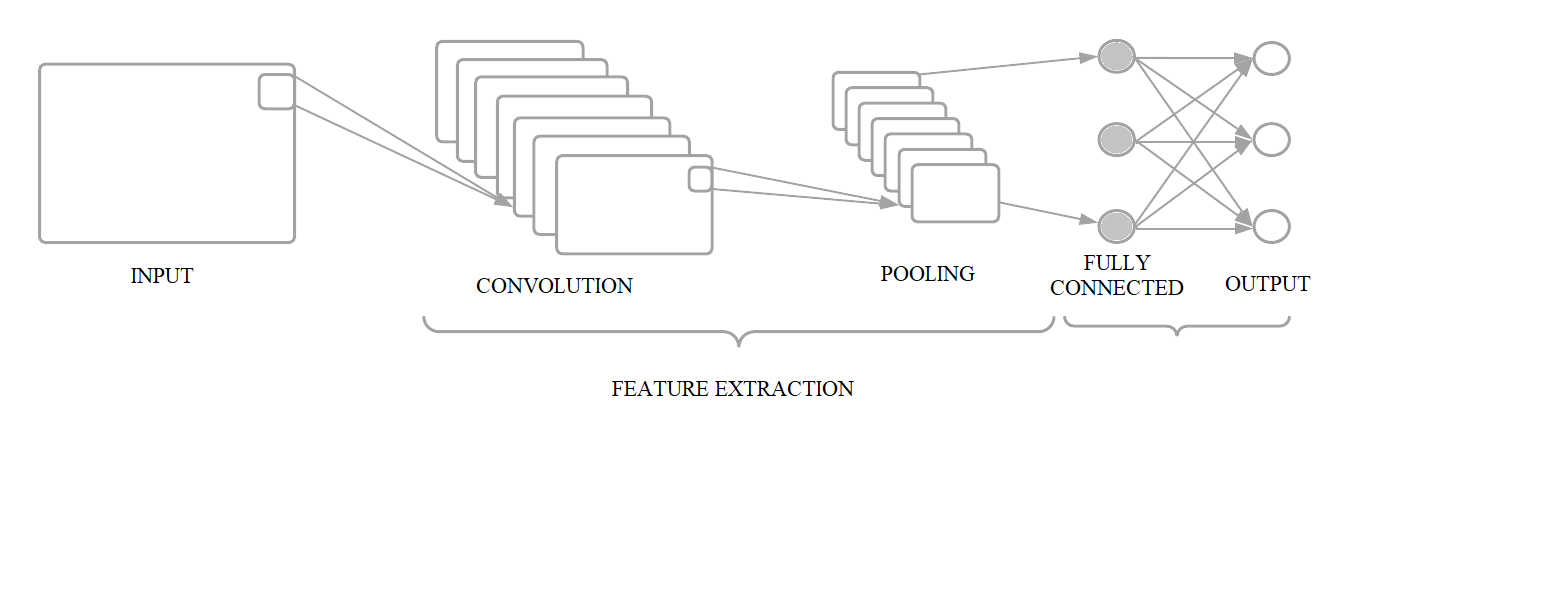 INPUT
CONVOLUTION
POOLING
FULLY
CONNECTED
OUTPUT
FEATURE EXTRACTION